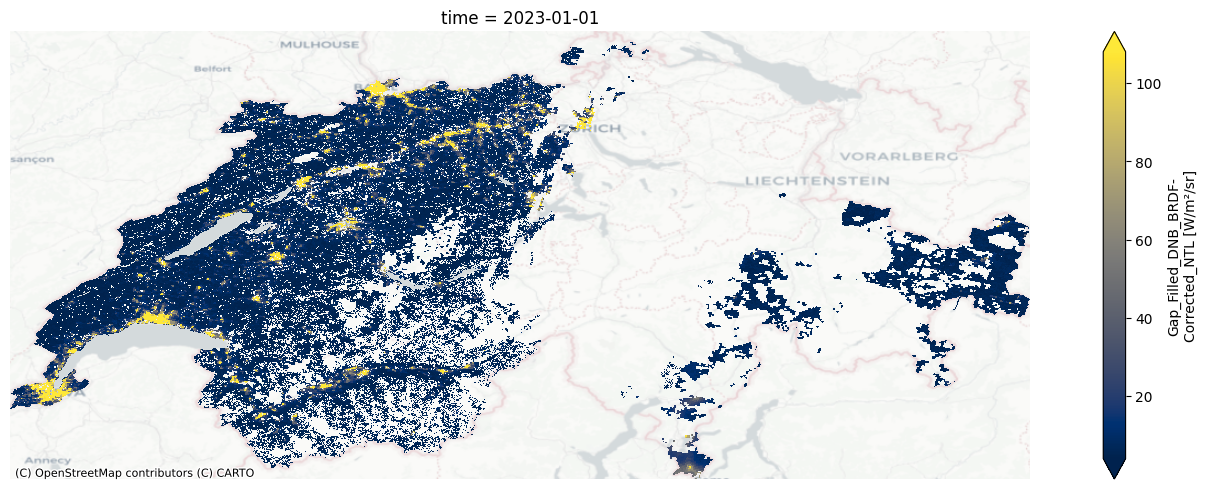 time = 2023-01-01
MULHOUSE
Belfort
ZURICH
sançon
VORARLBERG
LIECHTENSTEIN
Annecy
(C) OpenStreetMap contributors (C) CARTO
100
80
60
40
20
Gap_Filled_DNB_BRDF-
Corrected_NTL [W/m²/sr]